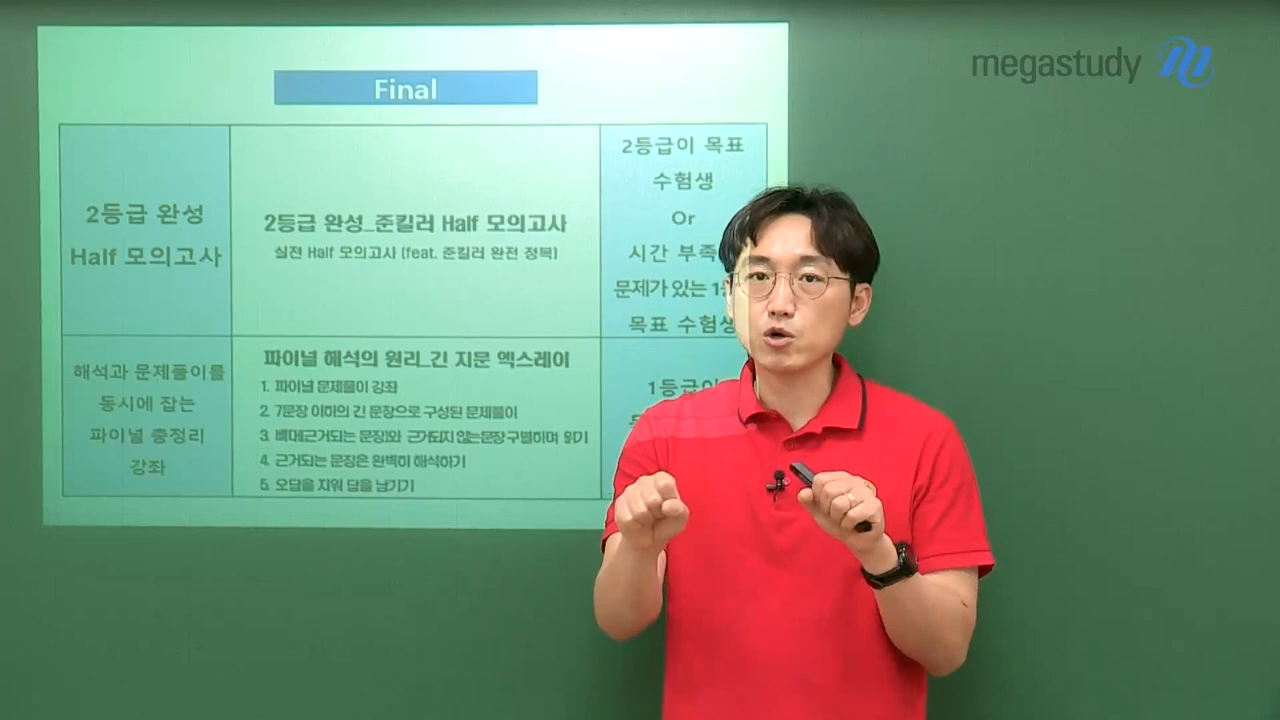 megastudy
Final
2등급 완성
Half 모의고사
2등급 완성_준킬러 Half 모의고사
실전 Half 모의고사 (feat. 준킬러 완전 정복)
2등급이 목표
수험생
Or
시간 부족
문제가 있는 1
목표 수험생
해석과 문제풀이를
동시에 잡는
파이널 총정리
강좌
파이널 해석의 원리_긴 지문 엑스레이
1. 파이널 문제풀이 강좌
2. 7문장 이하의 긴 문장으로 구성된 문제풀이
3. 뼈대(근거되는 문장)와 근거되지 않는 문장 구별하며 읽기
4. 근거되는 문장은 완벽히 해석하기
5. 오답을 지워 답을 남기기
1등급이